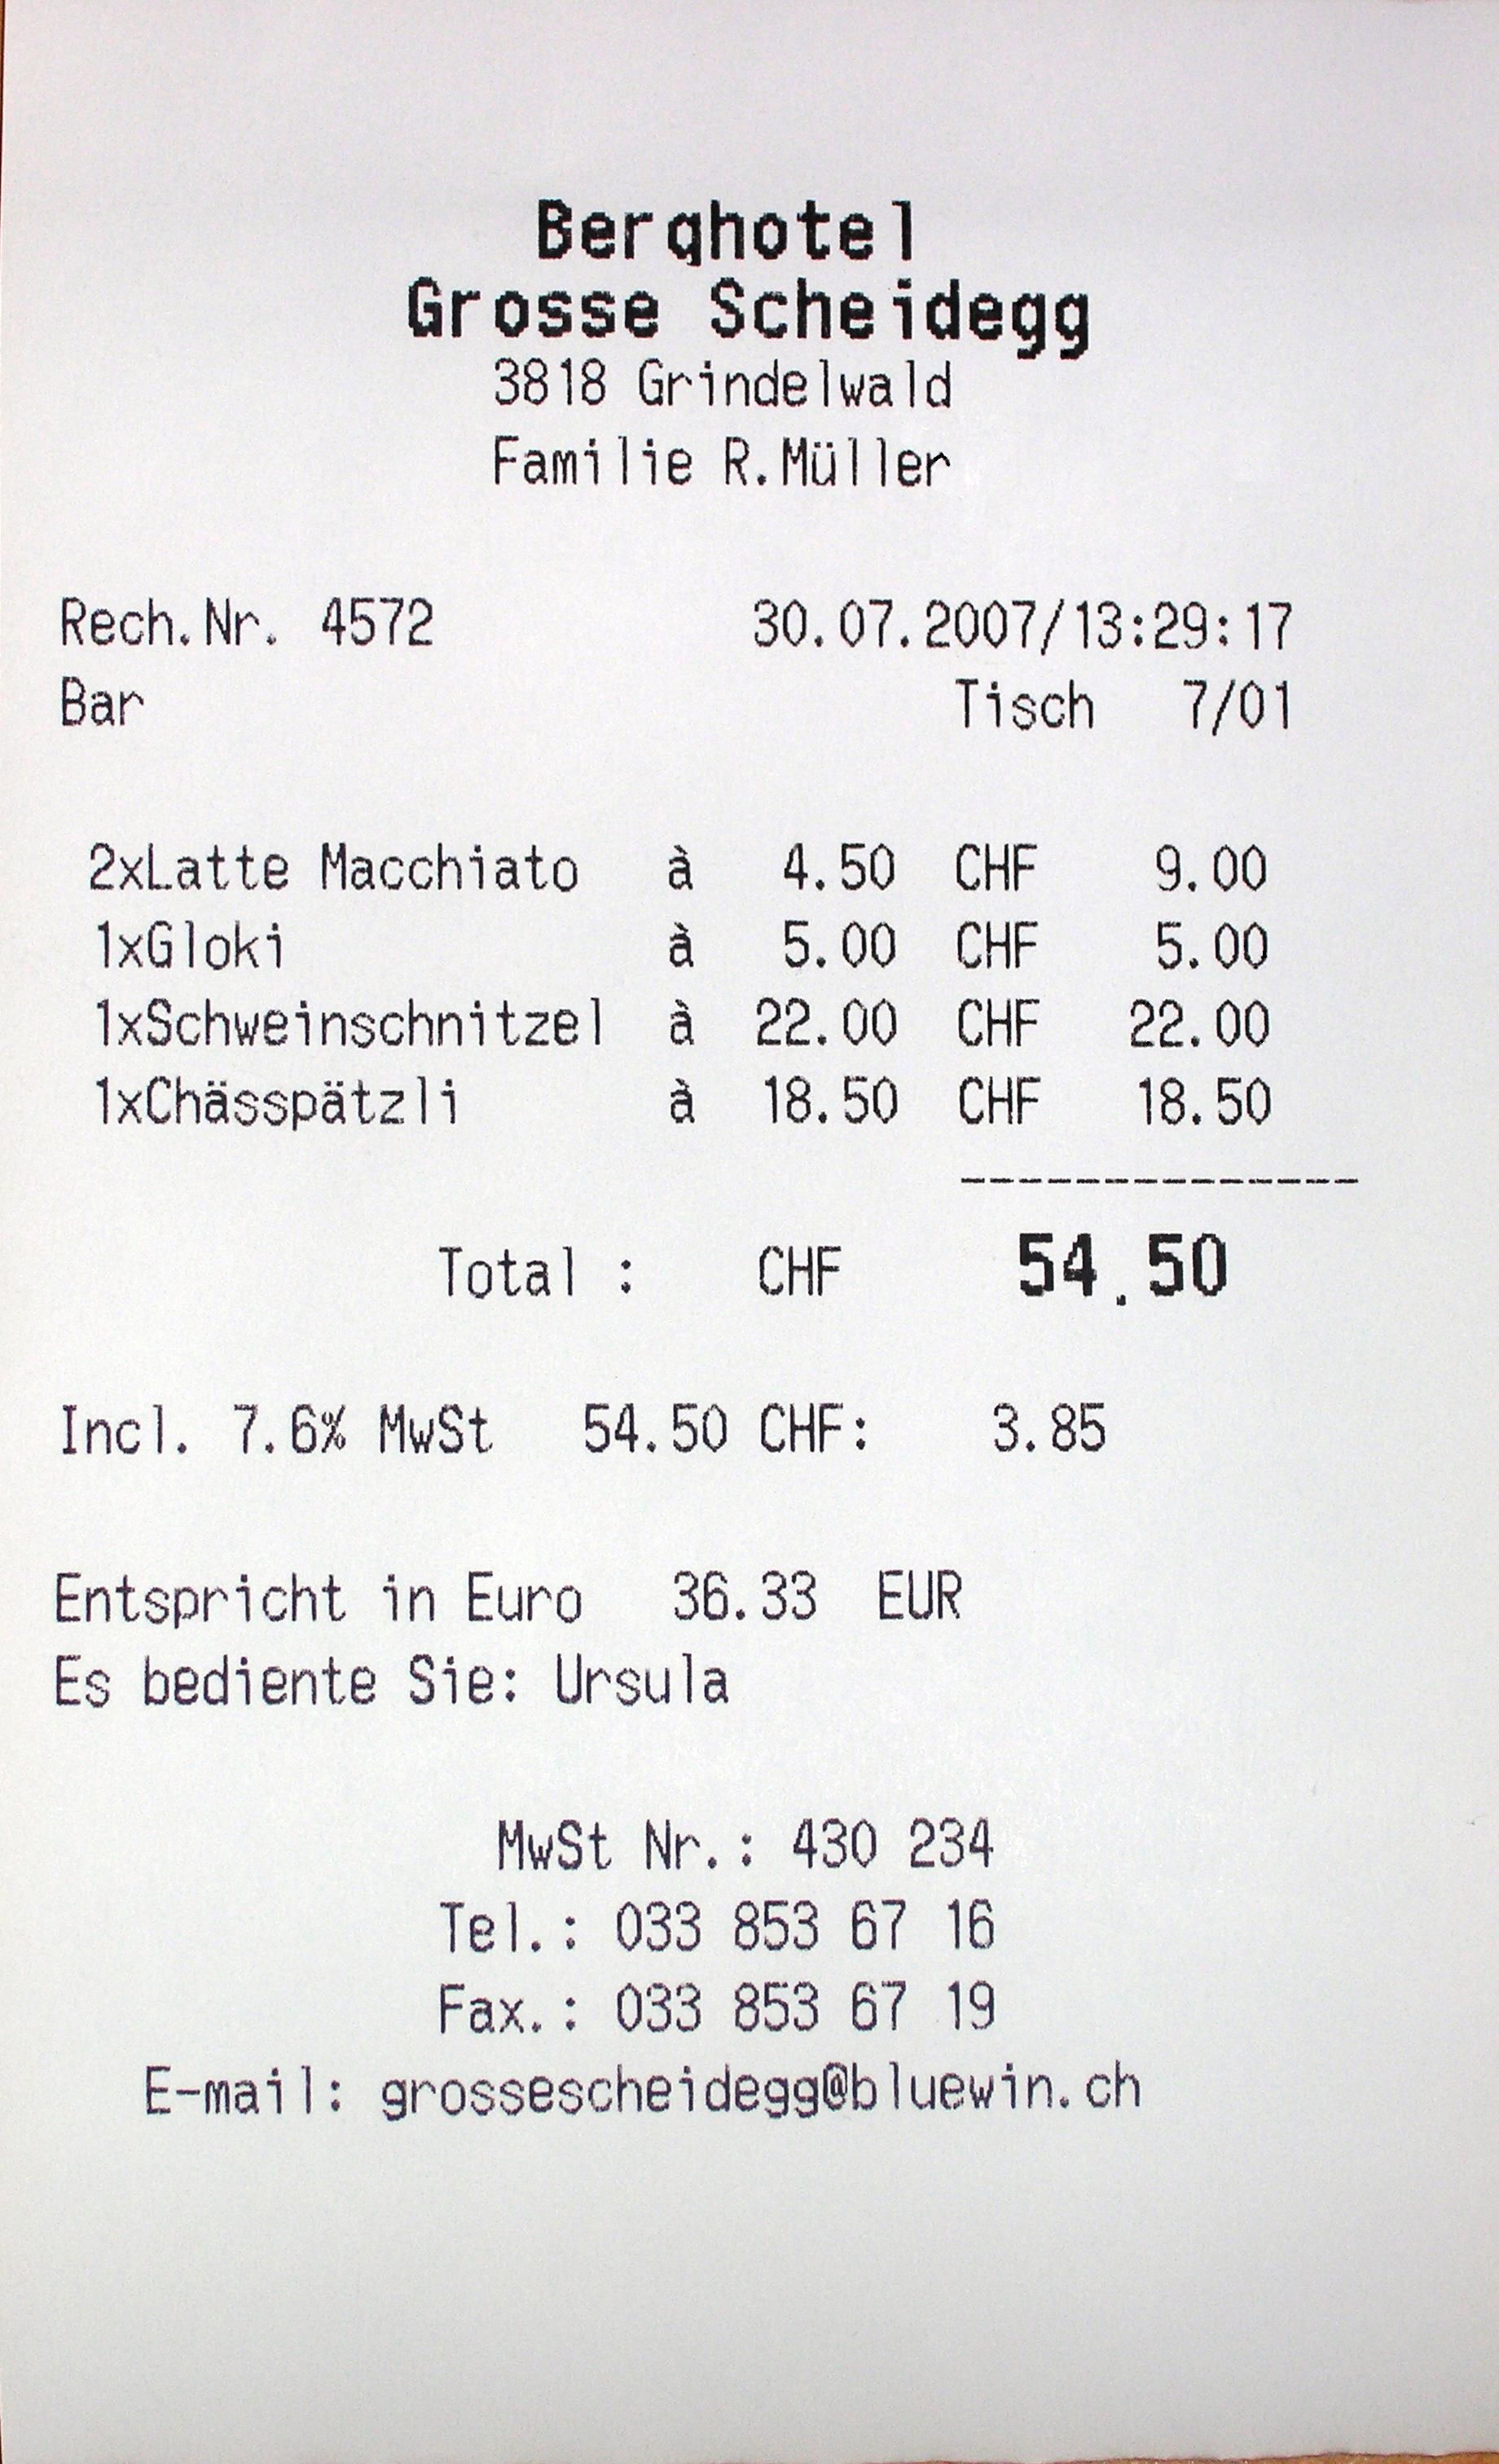 Berghotel
Grosse Scheidegg
3818 Grindelwald
Familie R.Müller
Rech.Nr. 4572 30.07.2007/13:29:17
Bar Tisch 7/01
2xLatte Macchiato à 4.50 CHF 9.00
1xGloki à 5.00 CHF 5.00
1xSchweinschnitzel à 22.00 CHF 22.00
1xChässpätzli à 18.50 CHF 18.50
Total : CHF 54.50
Incl. 7.6% MwSt 54.50 CHF: 3.85
Entspricht in Euro 36.33 EUR
Es bediente Sie: Ursula
MwSt Nr.: 430 234
Tel.: 033 853 67 16
Fax.: 033 853 67 19
E-mail: grossescheidegg@bluewin.ch